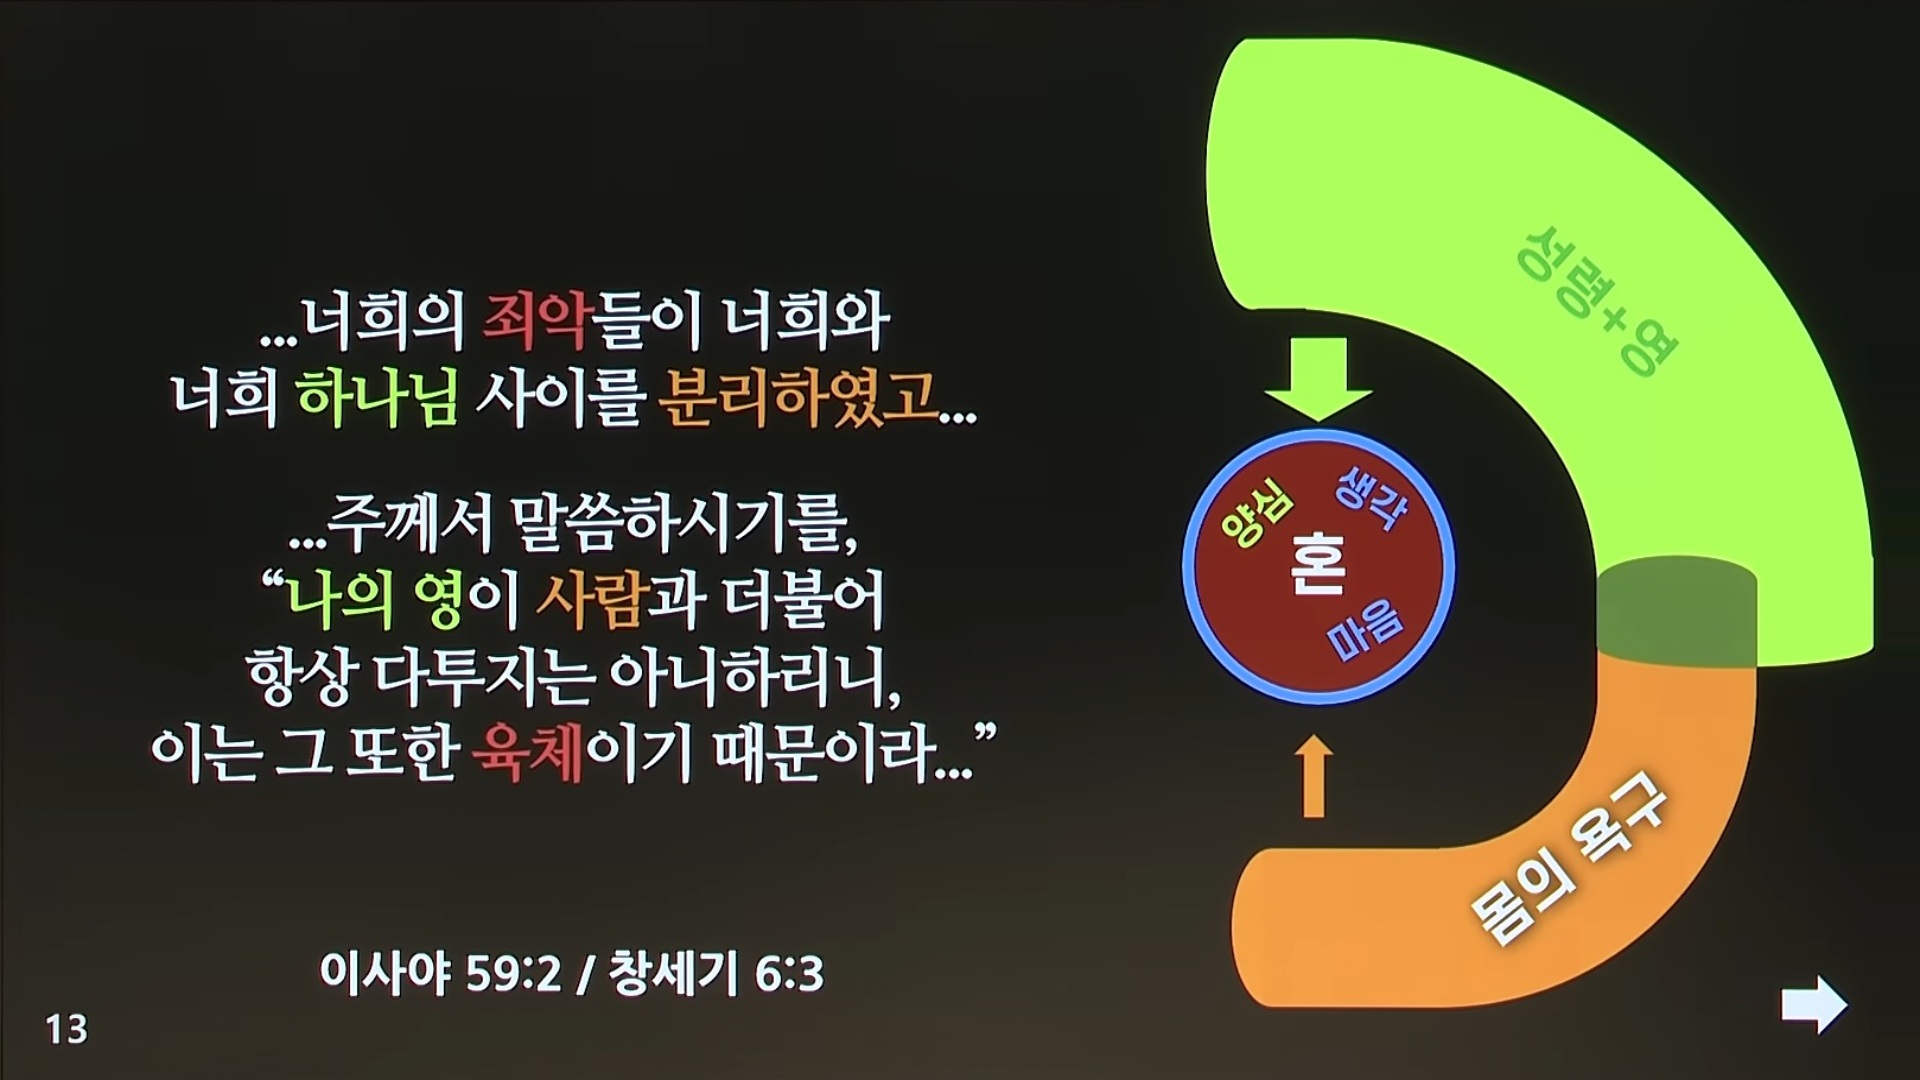 ...너희의 죄악들이 너희와
너희 하나님 사이를 분리하였고...
...주께서 말씀하시기를,
“나의 영이 사람과 더불어
항상 다투지는 아니하리니,
이는 그 또한 육체이기 때문이라...”
이사야 59:2 / 창세기 6:3
13
성령+영
양심
생각
혼
마음
몸의 욕구